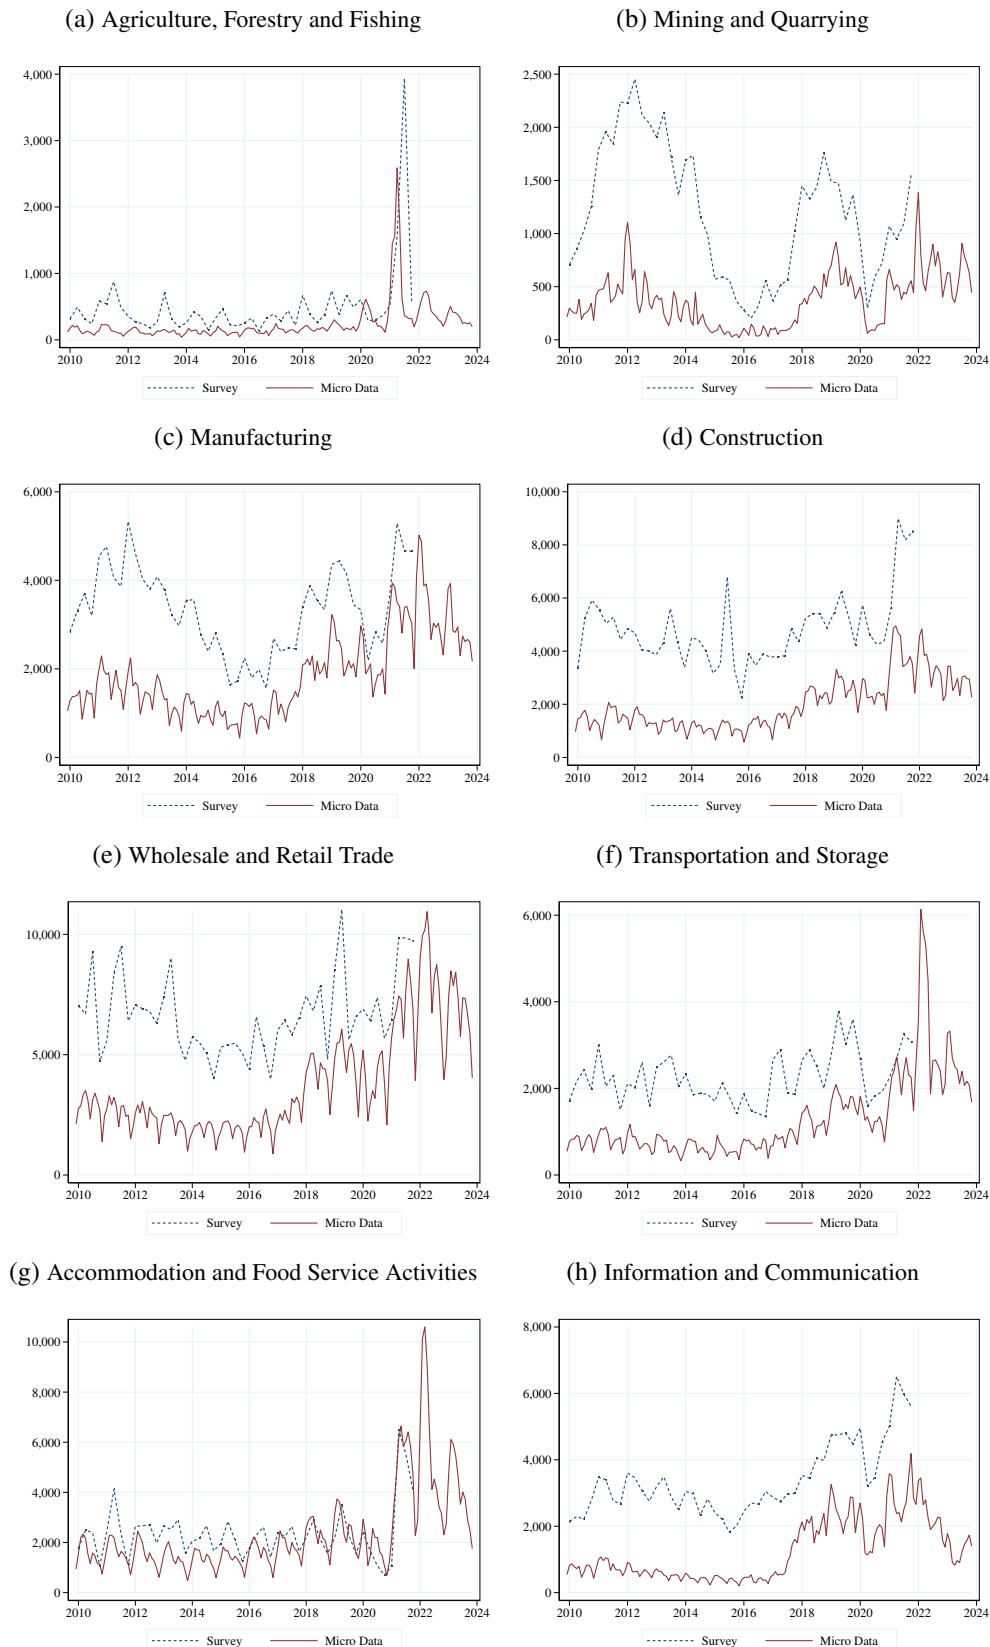 (a) Agriculture, Forestry and Fishing
(b) Mining and Quarrying
4,000
3,000
2,000
1,000
0
2010 2012 2014 2016 2018 2020 2022 2024
Survey Micro Data
2,500
2,000
1,500
1,000
500
0
2010 2012 2014 2016 2018 2020 2022 2024
Survey Micro Data
(c) Manufacturing
(d) Construction
6,000
4,000
2,000
0
2010 2012 2014 2016 2018 2020 2022 2024
Survey Micro Data
10,000
8,000
6,000
4,000
2,000
0
2010 2012 2014 2016 2018 2020 2022 2024
Survey Micro Data
(e) Wholesale and Retail Trade
(f) Transportation and Storage
10,000
5,000
0
2010 2012 2014 2016 2018 2020 2022 2024
Survey Micro Data
6,000
4,000
2,000
0
2010 2012 2014 2016 2018 2020 2022 2024
Survey Micro Data
(g) Accommodation and Food Service Activities
(h) Information and Communication
10,000
8,000
6,000
4,000
2,000
0
2010 2012 2014 2016 2018 2020 2022 2024
Survey Micro Data
8,000
6,000
4,000
2,000
0
2010 2012 2014 2016 2018 2020 2022 2024
Survey Micro Data